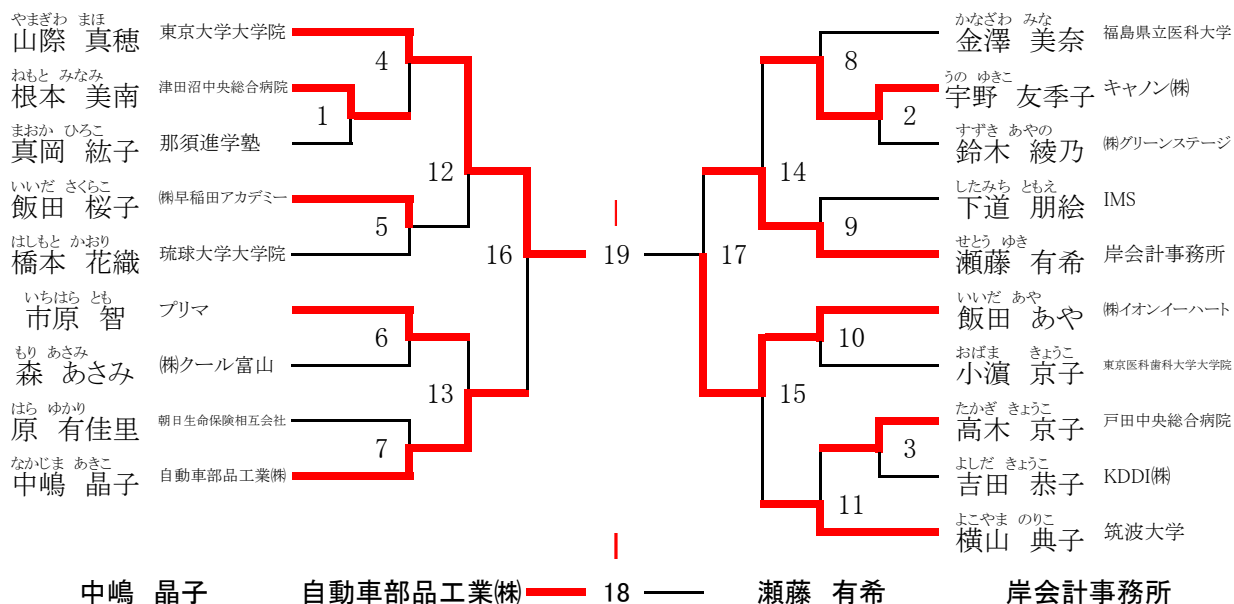 やまぎわ まほ
山際 真穂 東京大学大学院
4
ねもと みなみ
根本 美南 津田沼中央総合病院
1
まおか ひろこ
真岡 紘子 那須進学塾
12
いいだ さくらこ
飯田 桜子 ㈱早稲田アカデミー
5
はしもと かおり
橋本 花織 琉球大学大学院
16
いちはら とも
市原 智 プリマ
6
もり あさみ
森 あさみ ㈱クール富山
13
はら ゆかり
原 有佳里 朝日生命保険相互会社
7
なかじま あきこ
中嶋 晶子 自動車部品工業㈱
19
かなざわ みな
金澤 美奈 福島県立医科大学
8
うの ゆきこ
宇野 友季子 キャノン㈱
2
すずき あやの
鈴木 綾乃 ㈱グリーンステージ
14
したみち ともえ
下道 朋絵 IMS
9
せとう ゆき
瀬藤 有希 岸会計事務所
17
いいだ あや
飯田 あや ㈱イオンイーハート
10
おばま きょうこ
小濵 京子 東京医科歯科大学大学院
15
たかぎ きょうこ
高木 京子 戸田中央総合病院
3
よしだ きょうこ
吉田 恭子 KDDI㈱
11
よこやま のりこ
横山 典子 筑波大学
中嶋 晶子 自動車部品工業㈱ 18 瀬藤 有希 岸会計事務所